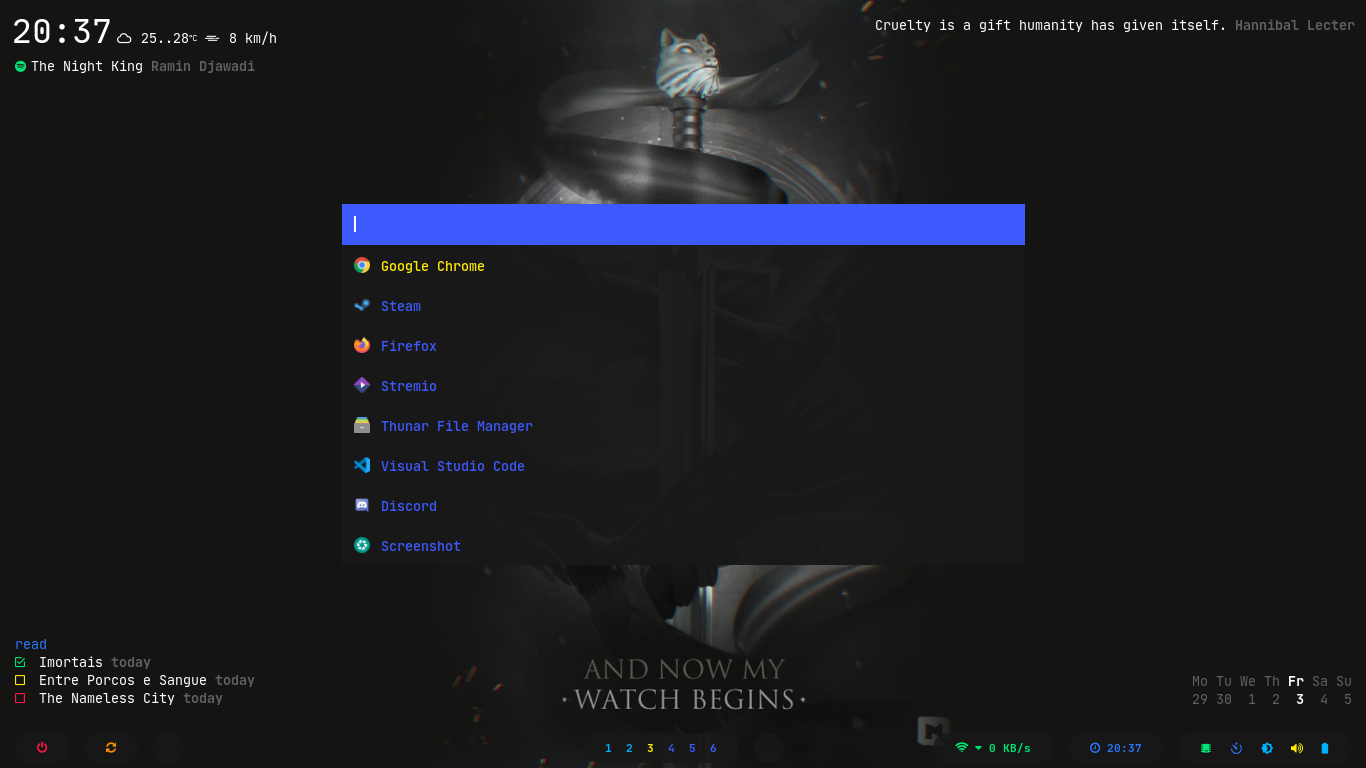 20:37 25..28°C 8 km/h
The Night King Ramin Djawadi
Cruelty is a gift humanity has given itself. Hannibal Lecter
Google Chrome
Steam
Firefox
Stremio
Thunar File Manager
Visual Studio Code
Discord
Screenshot
AND NOW MY
·WATCH BEGINS·
read
Imortais today
Entre Porcos e Sangue today
The Nameless City today
Mo Tu We Th Fr Sa Su
29 30 1 2 3 4 5
1 2 3 4 5 6
0 KB/s
20:37